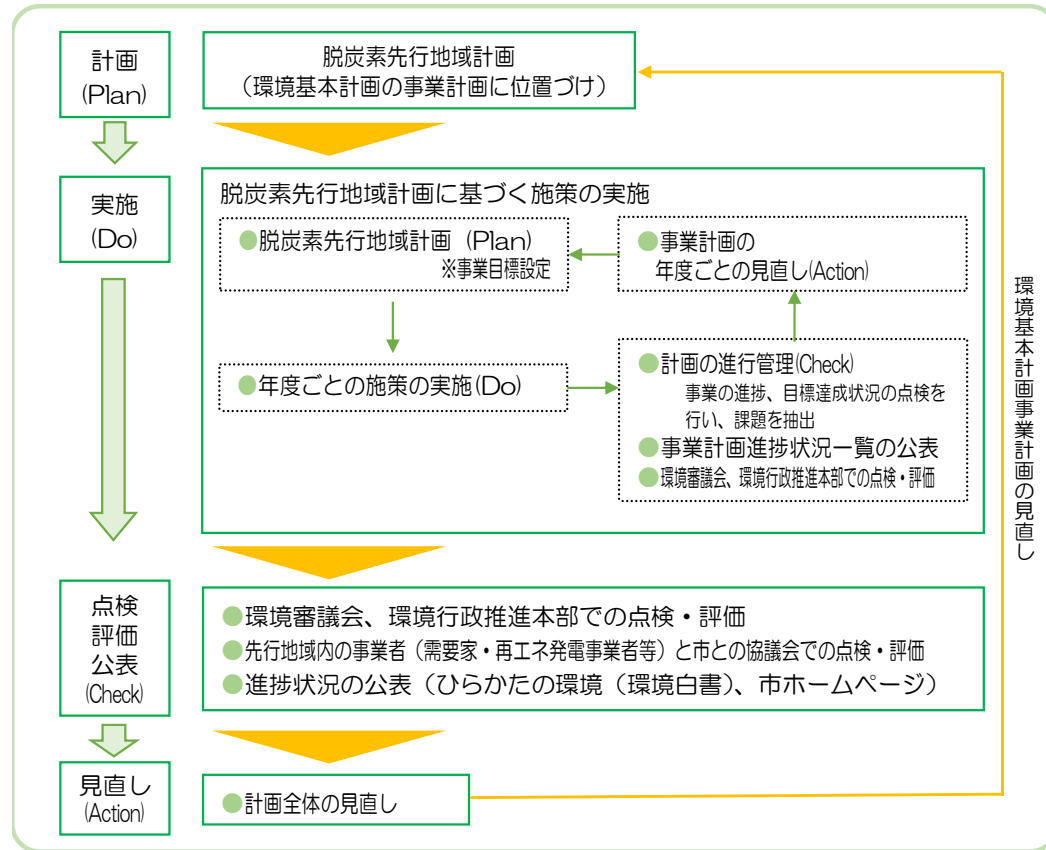 計画
(Plan)
脱炭素先行地域計画
（環境基本計画の事業計画に位置づけ）
実施
(Do)
脱炭素先行地域計画に基づく施策の実施
●脱炭素先行地域計画 (Plan)
※事業目標設定
●事業計画の
年度ごとの見直し(Action)
●年度ごとの施策の実施(Do)
●計画の進行管理(Check)
事業の進捗、目標達成状況の点検を
行い、課題を抽出
●事業計画進捗状況一覧の公表
●環境審議会、環境行政推進本部での点検・評価
点検
評価
公表
(Check)
●環境審議会、環境行政推進本部での点検・評価
●先行地域内の事業者（需要家・再エネ発電事業者等）と市との協議会での点検・評価
●進捗状況の公表（ひらかたの環境（環境白書）、市ホームページ）
見直し
(Action)
●計画全体の見直し
環境基本計画事業計画の見直し